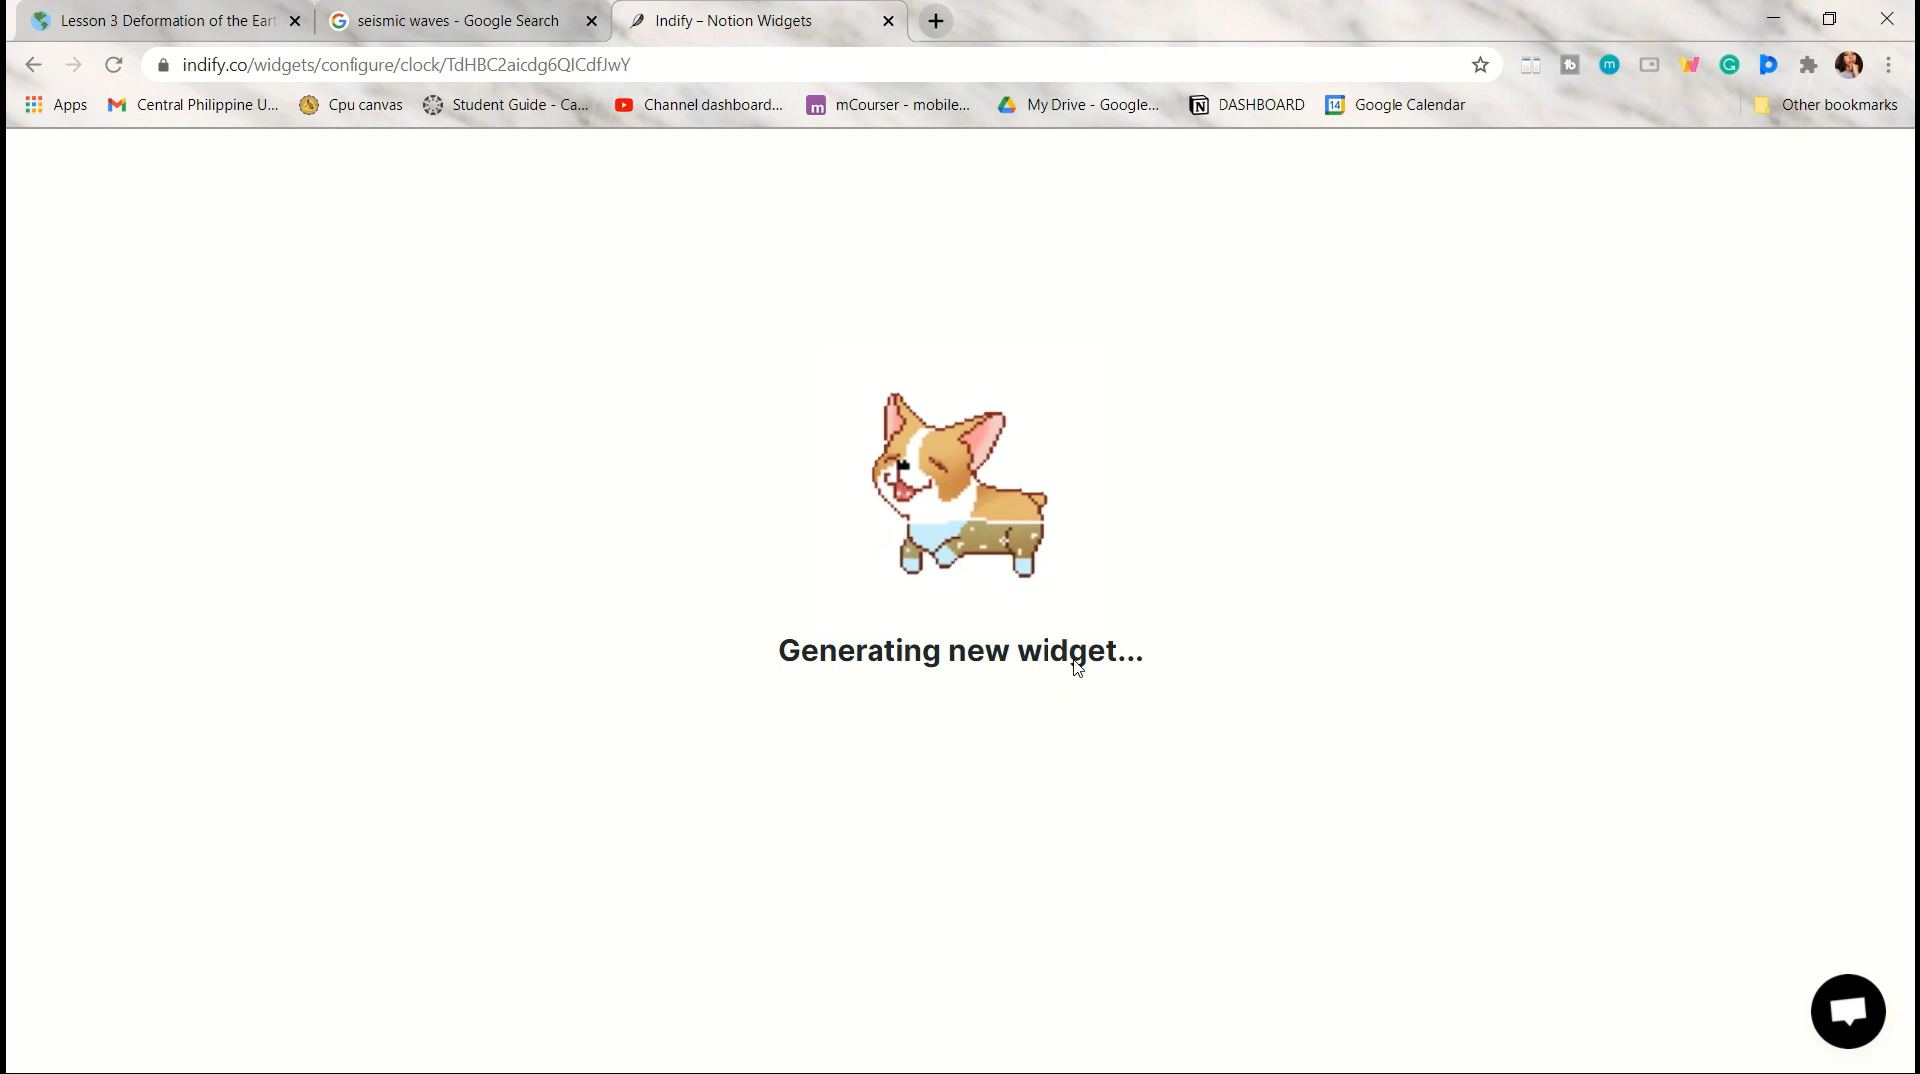 Lesson 3 Deformation of the Eart
seismic waves - Google Search
Indify – Notion Widgets
indify.co/widgets/configure/clock/TdHBC2aicdg6QICdfJwY
Apps
Central Philippine U...
Cpu canvas
Student Guide - Ca...
Channel dashboard...
m
mCourser - mobile...
My Drive - Google...
DASHBOARD
14
Google Calendar
Other bookmarks
Generating new widget...